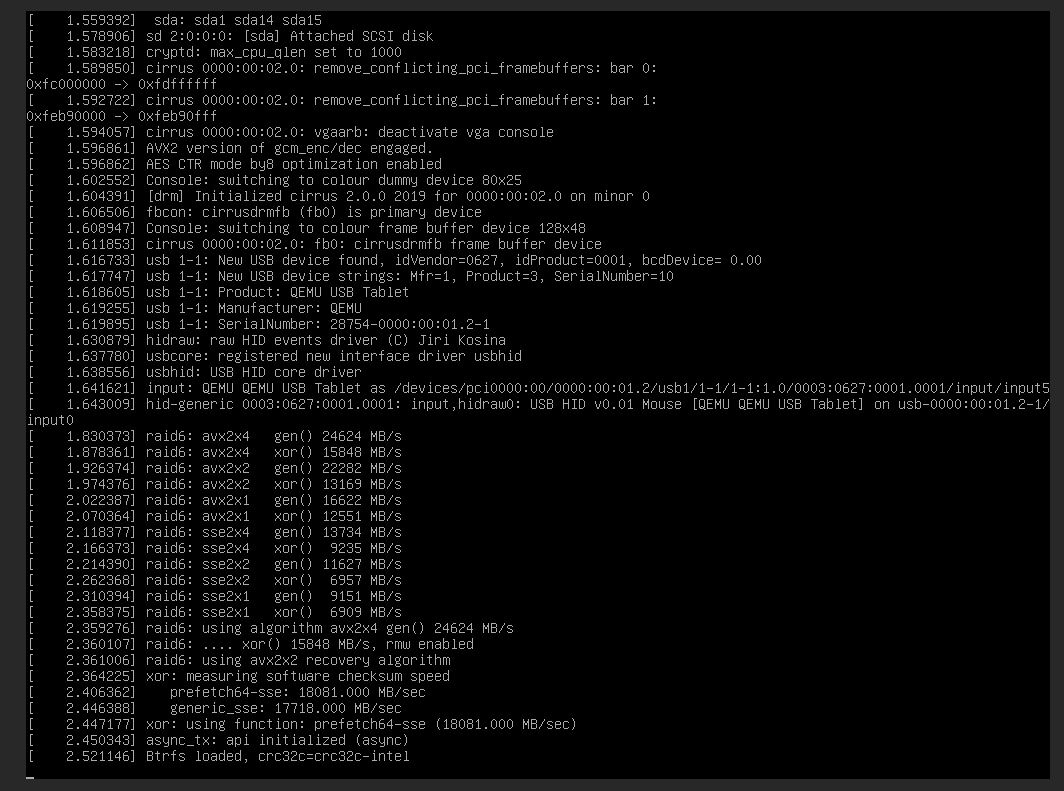 [    1.559392]  sda: sda1 sda14 sda15
[    1.578906] sd 2:0:0:0: [sda] Attached SCSI disk
[    1.583218] cryptd: max_cpu_qlen set to 1000
[    1.589850] cirrus 0000:00:02.0: remove_conflicting_pci_framebuffers: bar 0:
0xfc000000 -> 0xfdffffff
[    1.592722] cirrus 0000:00:02.0: remove_conflicting_pci_framebuffers: bar 1:
0xfeb90000 -> 0xfeb90fff
[    1.594057] cirrus 0000:00:02.0: vgaarb: deactivate vga console
[    1.596861] AVX2 version of gcm_enc/dec engaged.
[    1.596862] AES CTR mode by8 optimization enabled
[    1.602552] Console: switching to colour dummy device 80x25
[    1.604391] [drm] Initialized cirrus 2.0.0 2019 for 0000:00:02.0 on minor 0
[    1.606506] fbcon: cirrusdrmfb (fb0) is primary device
[    1.608947] Console: switching to colour frame buffer device 128x48
[    1.611853] cirrus 0000:00:02.0: fb0: cirrusdrmfb frame buffer device
[    1.616733] usb 1-1: New USB device found, idVendor=0627, idProduct=0001, bcdDevice= 0.00
[    1.617747] usb 1-1: New USB device strings: Mfr=1, Product=3, SerialNumber=10
[    1.618605] usb 1-1: Product: QEMU USB Tablet
[    1.619255] usb 1-1: Manufacturer: QEMU
[    1.619895] usb 1-1: SerialNumber: 28754-0000:00:01.2-1
[    1.630879] hidraw: raw HID events driver (C) Jiri Kosina
[    1.637780] usbcore: registered new interface driver usbhid
[    1.638556] usbhid: USB HID core driver
[    1.641621] input: QEMU QEMU USB Tablet as /devices/pci0000:00/0000:00:01.2/usb1/1-1/1-1:1.0/0003:0627:0001.0001/input/input5
[    1.643009] hid-generic 0003:0627:0001.0001: input,hidraw0: USB HID v0.01 Mouse [QEMU QEMU USB Tablet] on usb-0000:00:01.2-1/
input0
[    1.830373] raid6: avx2x4   gen() 24624 MB/s
[    1.878361] raid6: avx2x4   xor() 15848 MB/s
[    1.926374] raid6: avx2x2   gen() 22282 MB/s
[    1.974376] raid6: avx2x2   xor() 13169 MB/s
[    2.022387] raid6: avx2x1   gen() 16622 MB/s
[    2.070364] raid6: avx2x1   xor() 12551 MB/s
[    2.118377] raid6: sse2x4   gen() 13734 MB/s
[    2.166373] raid6: sse2x4   xor()  9235 MB/s
[    2.214390] raid6: sse2x2   gen() 11627 MB/s
[    2.262368] raid6: sse2x2   xor()  6957 MB/s
[    2.310394] raid6: sse2x1   gen()  9151 MB/s
[    2.358375] raid6: sse2x1   xor()  6909 MB/s
[    2.359276] raid6: using algorithm avx2x4 gen() 24624 MB/s
[    2.360107] raid6: .... xor() 15848 MB/s, rmw enabled
[    2.361006] raid6: using avx2x2 recovery algorithm
[    2.364225] xor: measuring software checksum speed
[    2.406362]    prefetch64-sse: 18081.000 MB/sec
[    2.446388]    generic_sse: 17718.000 MB/sec
[    2.447177] xor: using function: prefetch64-sse (18081.000 MB/sec)
[    2.450343] async_tx: api initialized (async)
[    2.521146] Btrfs loaded, crc32c=crc32c-intel